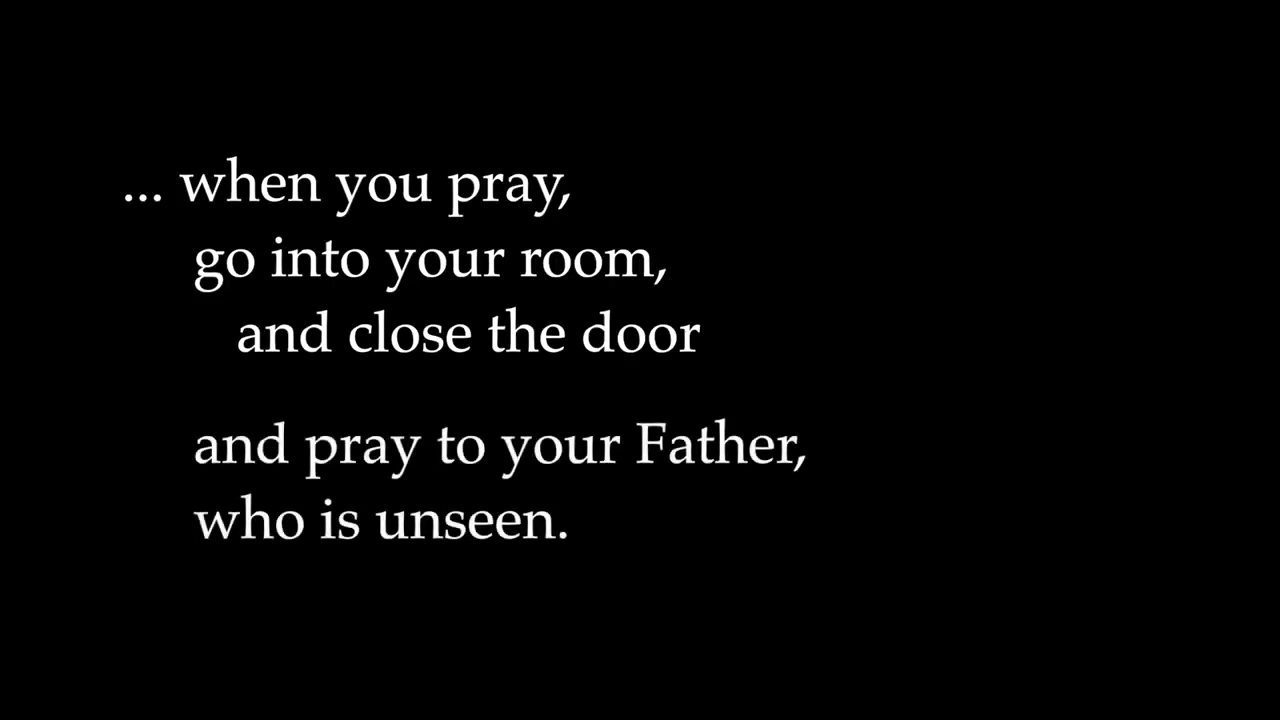 ... when you pray,
go into your room,
and close the door
and pray to your Father,
who is unseen.